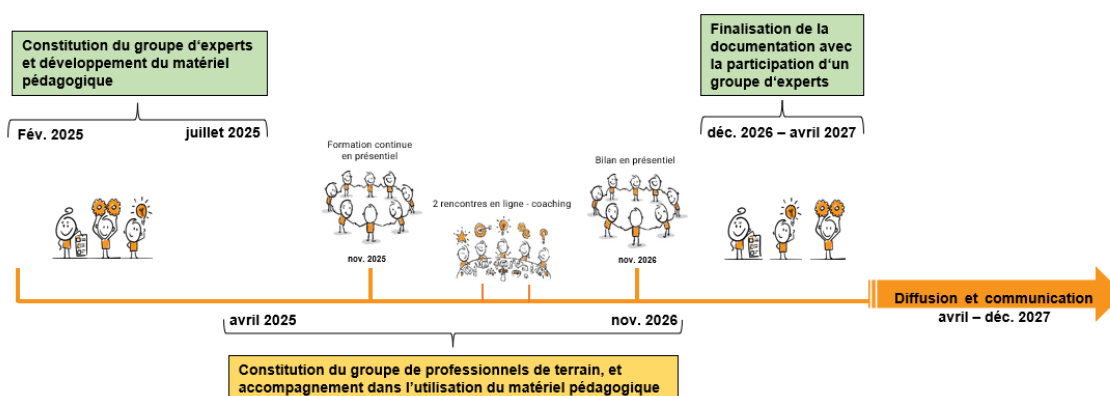 Constitution du groupe d'experts
et développement du matériel
pédagogique
Fév. 2025
juillet 2025
Finalisation de la
documentation avec
la participation d'un
groupe d'experts
déc. 2026 – avril 2027
Formation continue
en présentiel
nov. 2025
2 rencontres en ligne - coaching
Bilan en présentiel
nov. 2026
Diffusion et communication
avril – déc. 2027
avril 2025
nov. 2026
Constitution du groupe de professionnels de terrain, et
accompagnement dans l'utilisation du matériel pédagogique